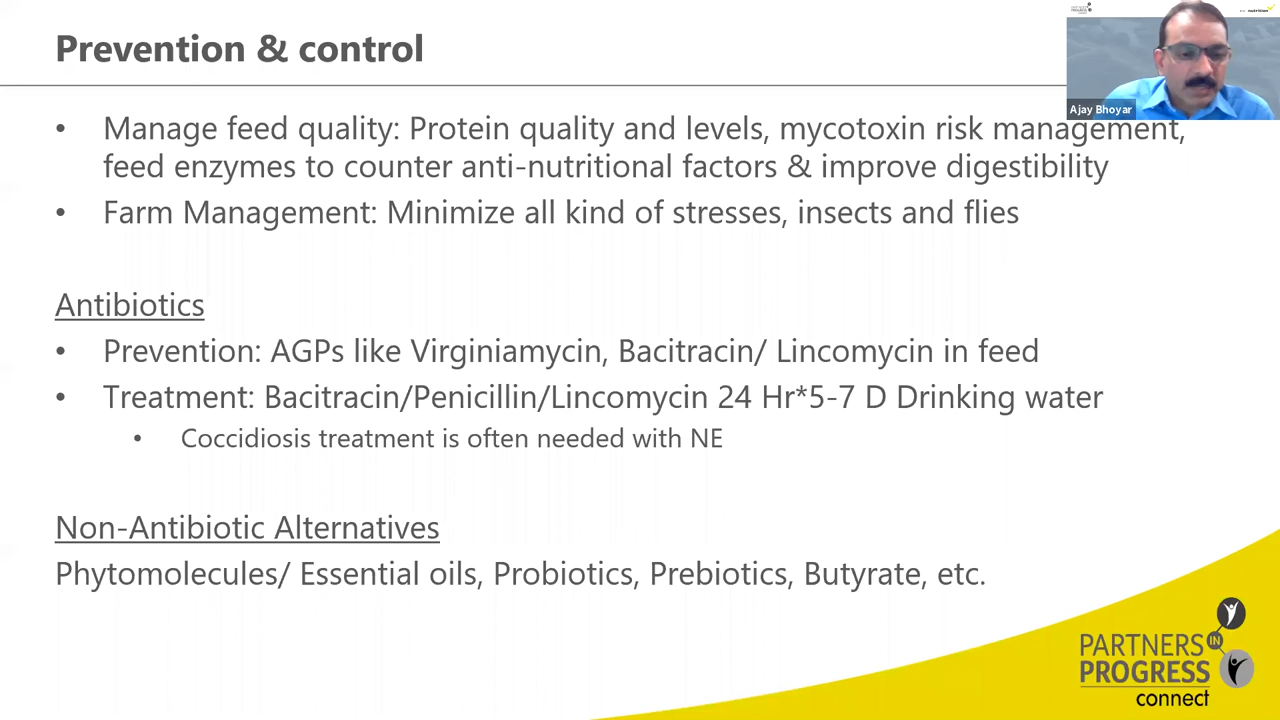 Prevention & control
Ajay Bhoyar
• Manage feed quality: Protein quality and levels, mycotoxin risk management,
feed enzymes to counter anti-nutritional factors & improve digestibility
• Farm Management: Minimize all kind of stresses, insects and flies
Antibiotics
• Prevention: AGPs like Virginiamycin, Bacitracin/ Lincomycin in feed
• Treatment: Bacitracin/Penicillin/Lincomycin 24 Hr*5-7 D Drinking water
• Coccidiosis treatment is often needed with NE
Non-Antibiotic Alternatives
Phytomolecules/ Essential oils, Probiotics, Prebiotics, Butyrate, etc.
PARTNERS IN
PROGRESS
connect